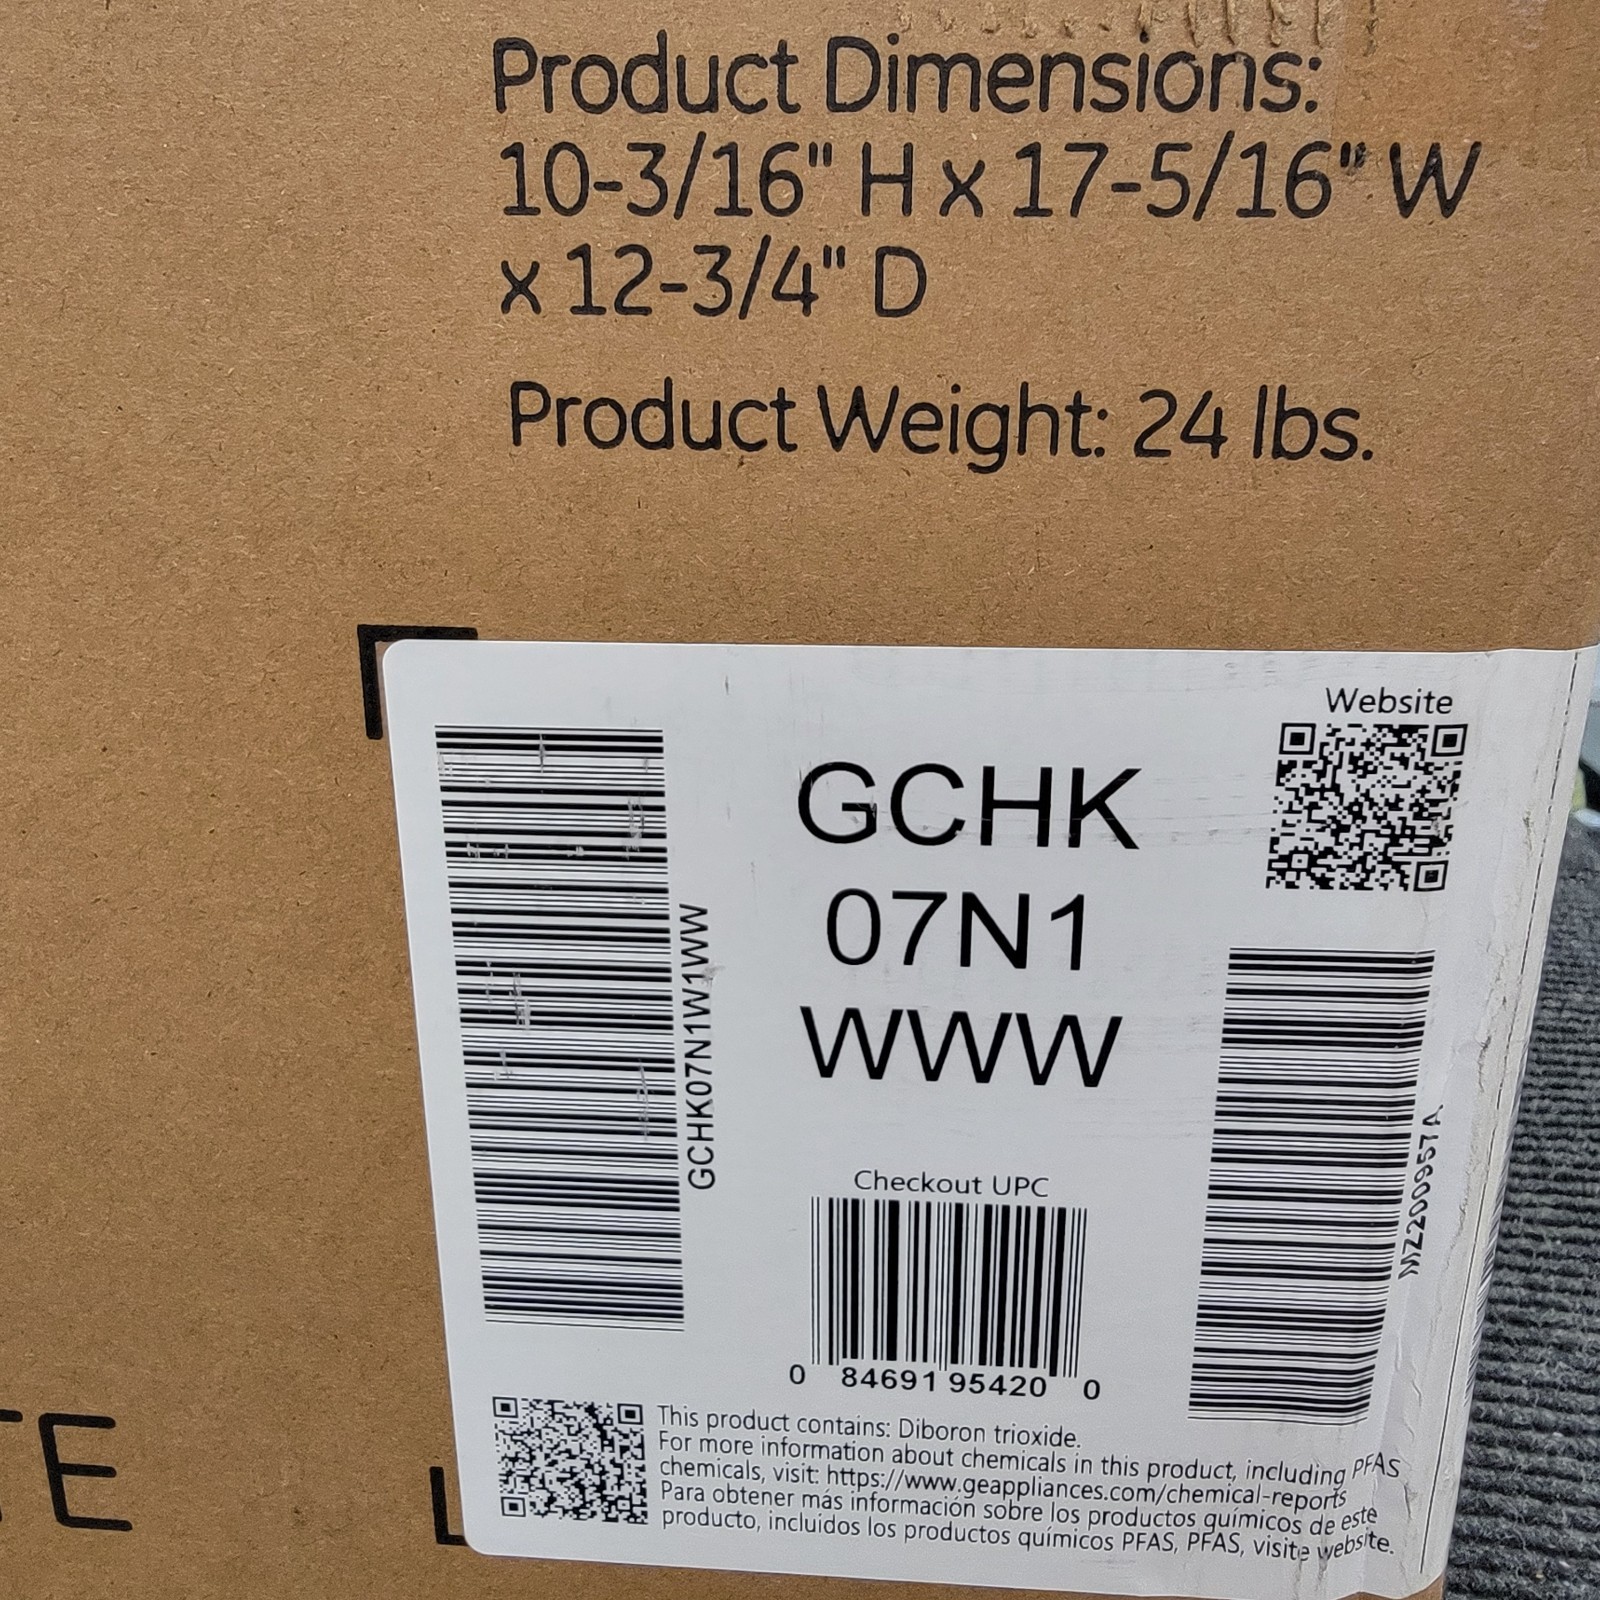 Product Dimensions:
10-3/16" H x 17-5/16" W
x 12-3/4" D
Product Weight: 24 lbs.
Website
GCHK
07N1
WWW
GCHK07N1W1WW
MZ200957A
Checkout UPC
0 84691 95420 0
This product contains: Diboron trioxide.
For more information about chemicals in this product, including PFAS
chemicals, visit: https://www.geappliances.com/chemical-reports
Para obtener más información sobre los productos químicos de este
producto, incluidos los productos químicos PFAS, PFAS, visite website.
TE